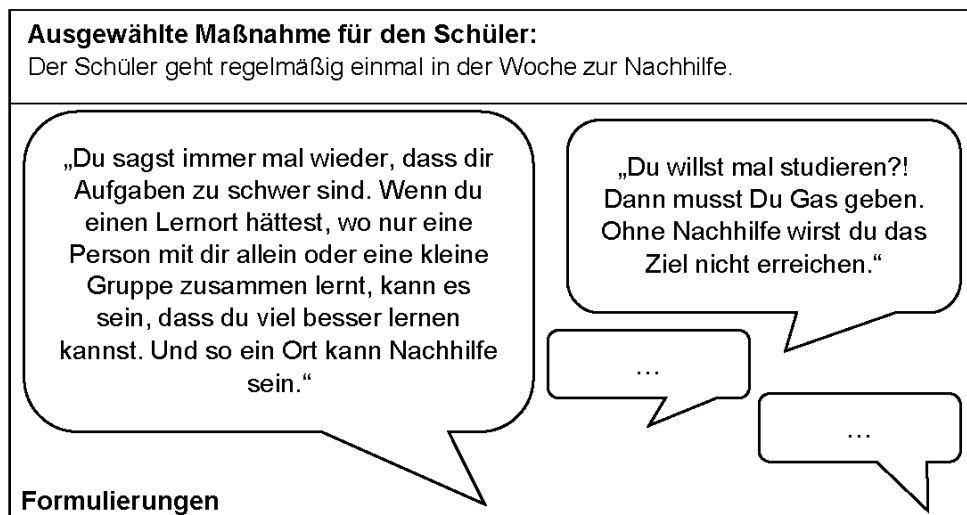 Ausgewählte Maßnahme für den Schüler:
Der Schüler geht regelmäßig einmal in der Woche zur Nachhilfe.
„Du sagst immer mal wieder, dass dir
Aufgaben zu schwer sind. Wenn du
einen Lernort hättest, wo nur eine
Person mit dir allein oder eine kleine
Gruppe zusammen lernt, kann es
sein, dass du viel besser lernen
kannst. Und so ein Ort kann Nachhilfe
sein.“
„Du willst mal studieren?!
Dann musst Du Gas geben.
Ohne Nachhilfe wirst du das
Ziel nicht erreichen.“
...
...
Formulierungen